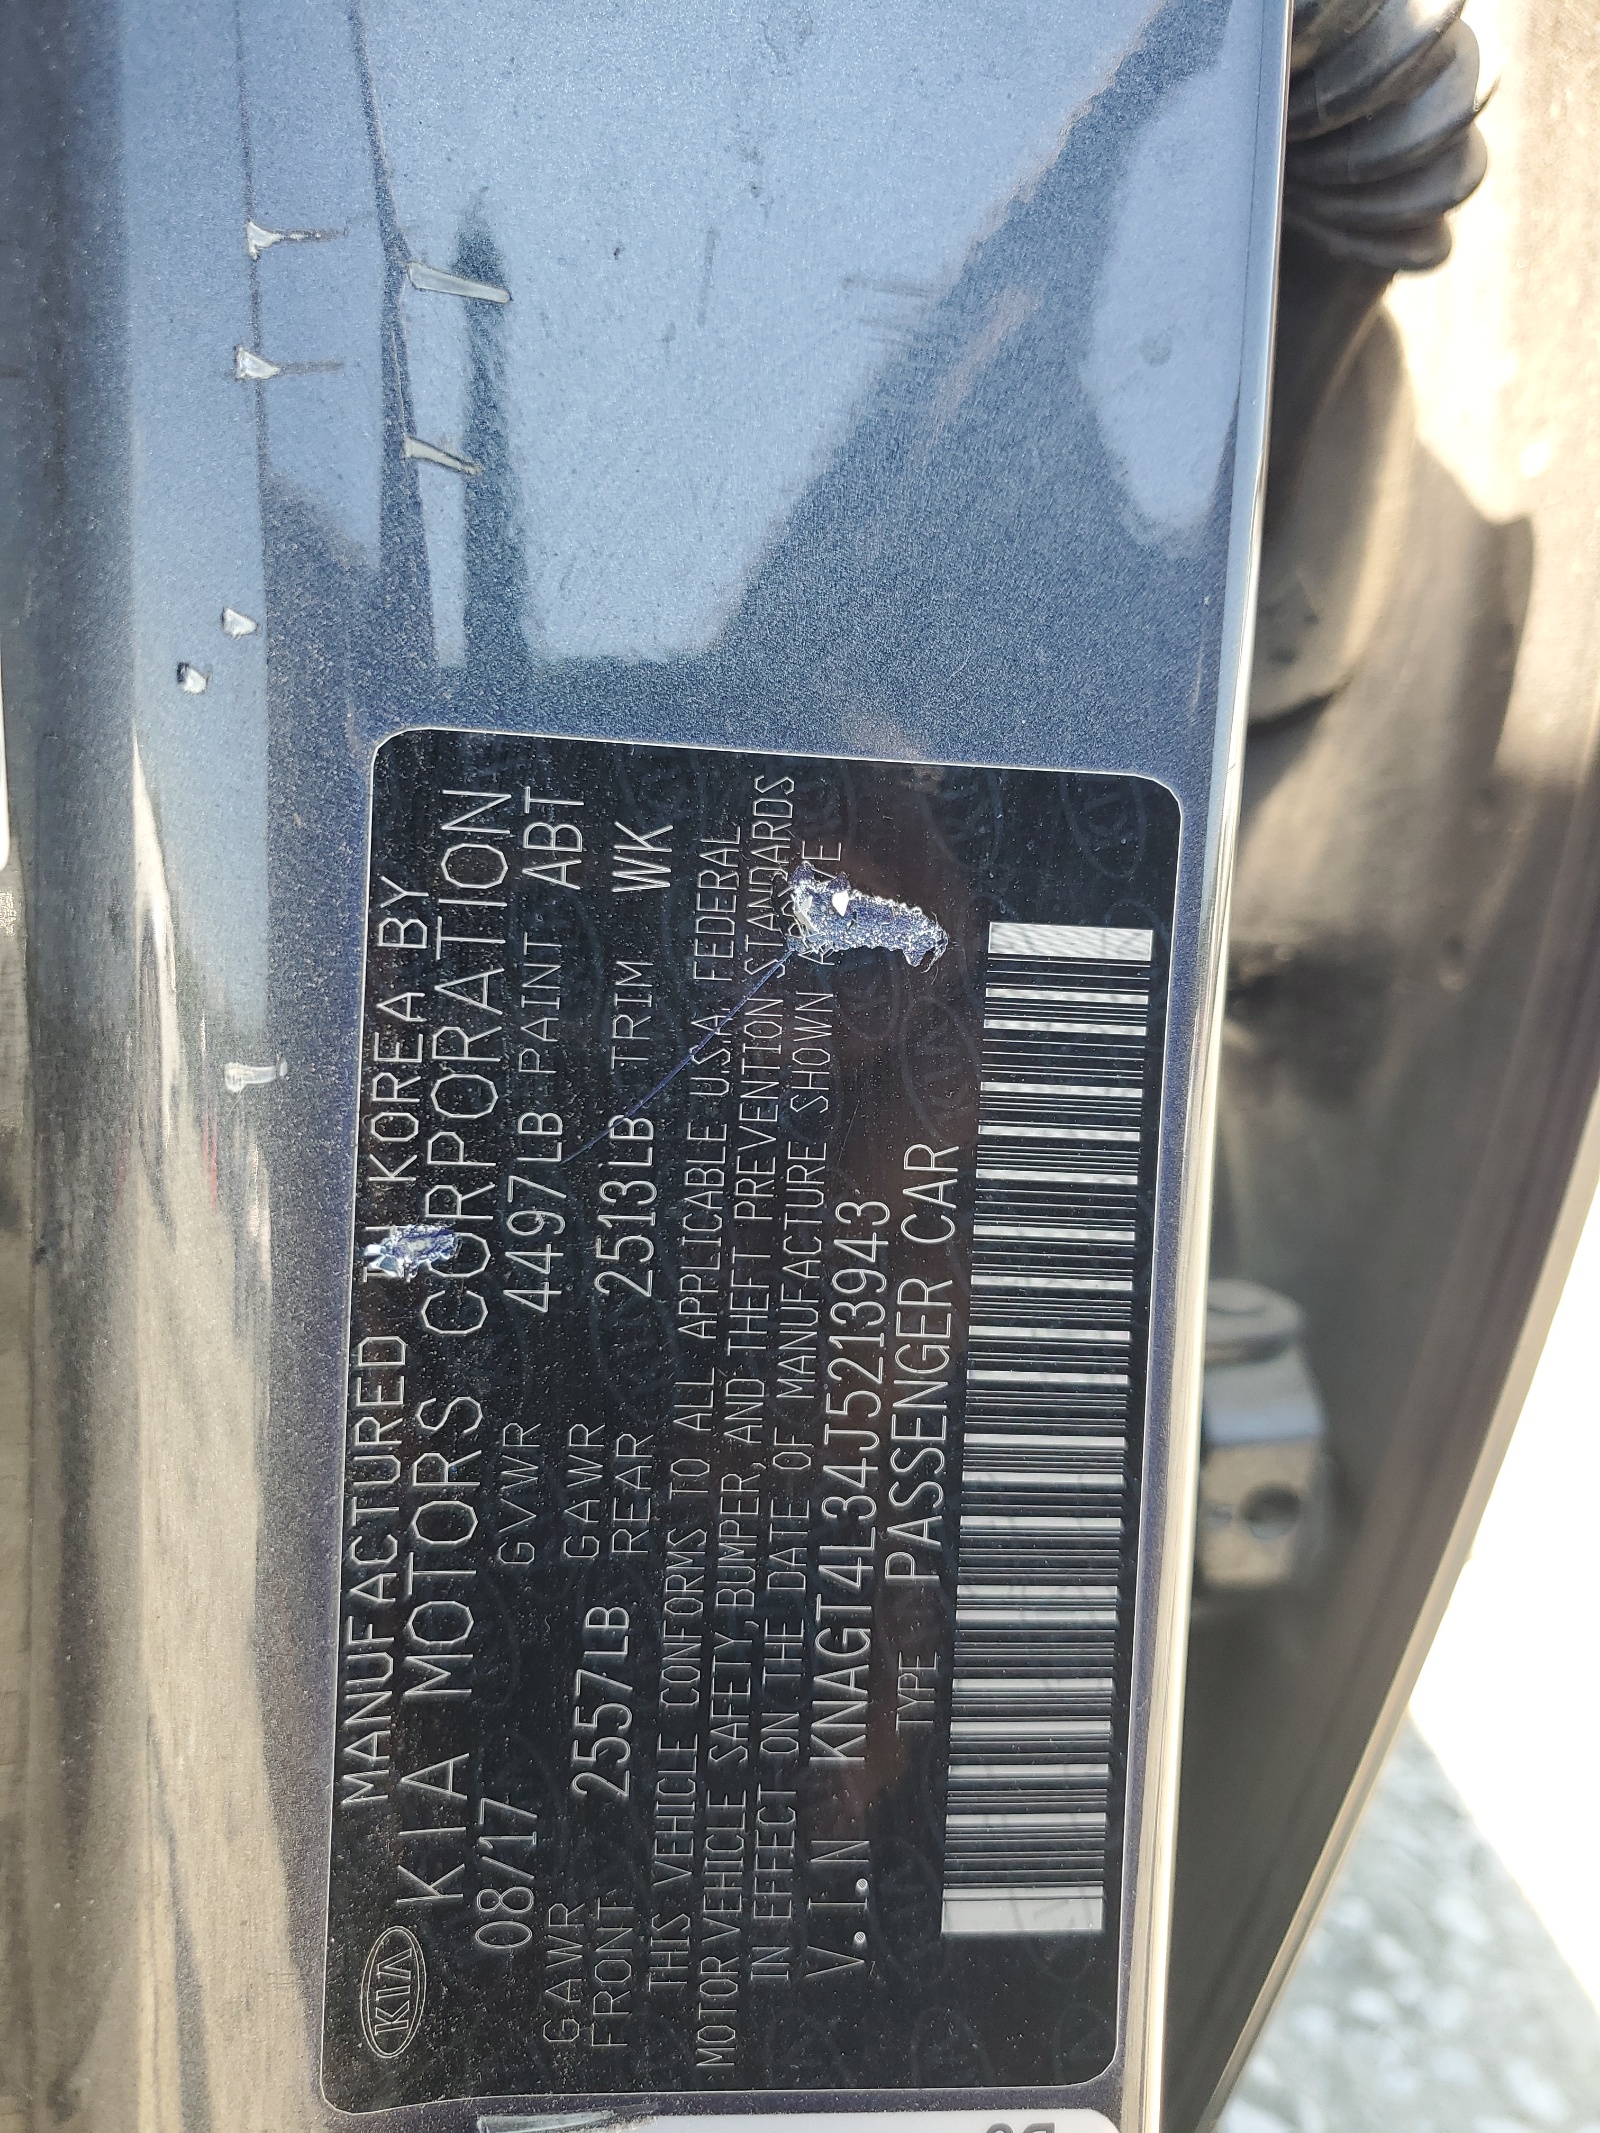 KIA
MANUFACTURED IN KOREA BY
KIA MOTORS CORPORATION
08/17 GVWR 4497LB PAINT ABT
GAWR FRONT 2557LB GAWR REAR 2513LB TRIM WK
THIS VEHICLE CONFORMS TO ALL APPLICABLE U.S.A. FEDERAL
MOTOR VEHICLE SAFETY, BUMPER, AND THEFT PREVENTION STANDARDS
IN EFFECT ON THE DATE OF MANUFACTURE SHOWN
V.I.N KNAGT4L34J5213943
TYPE PASSENGER CAR